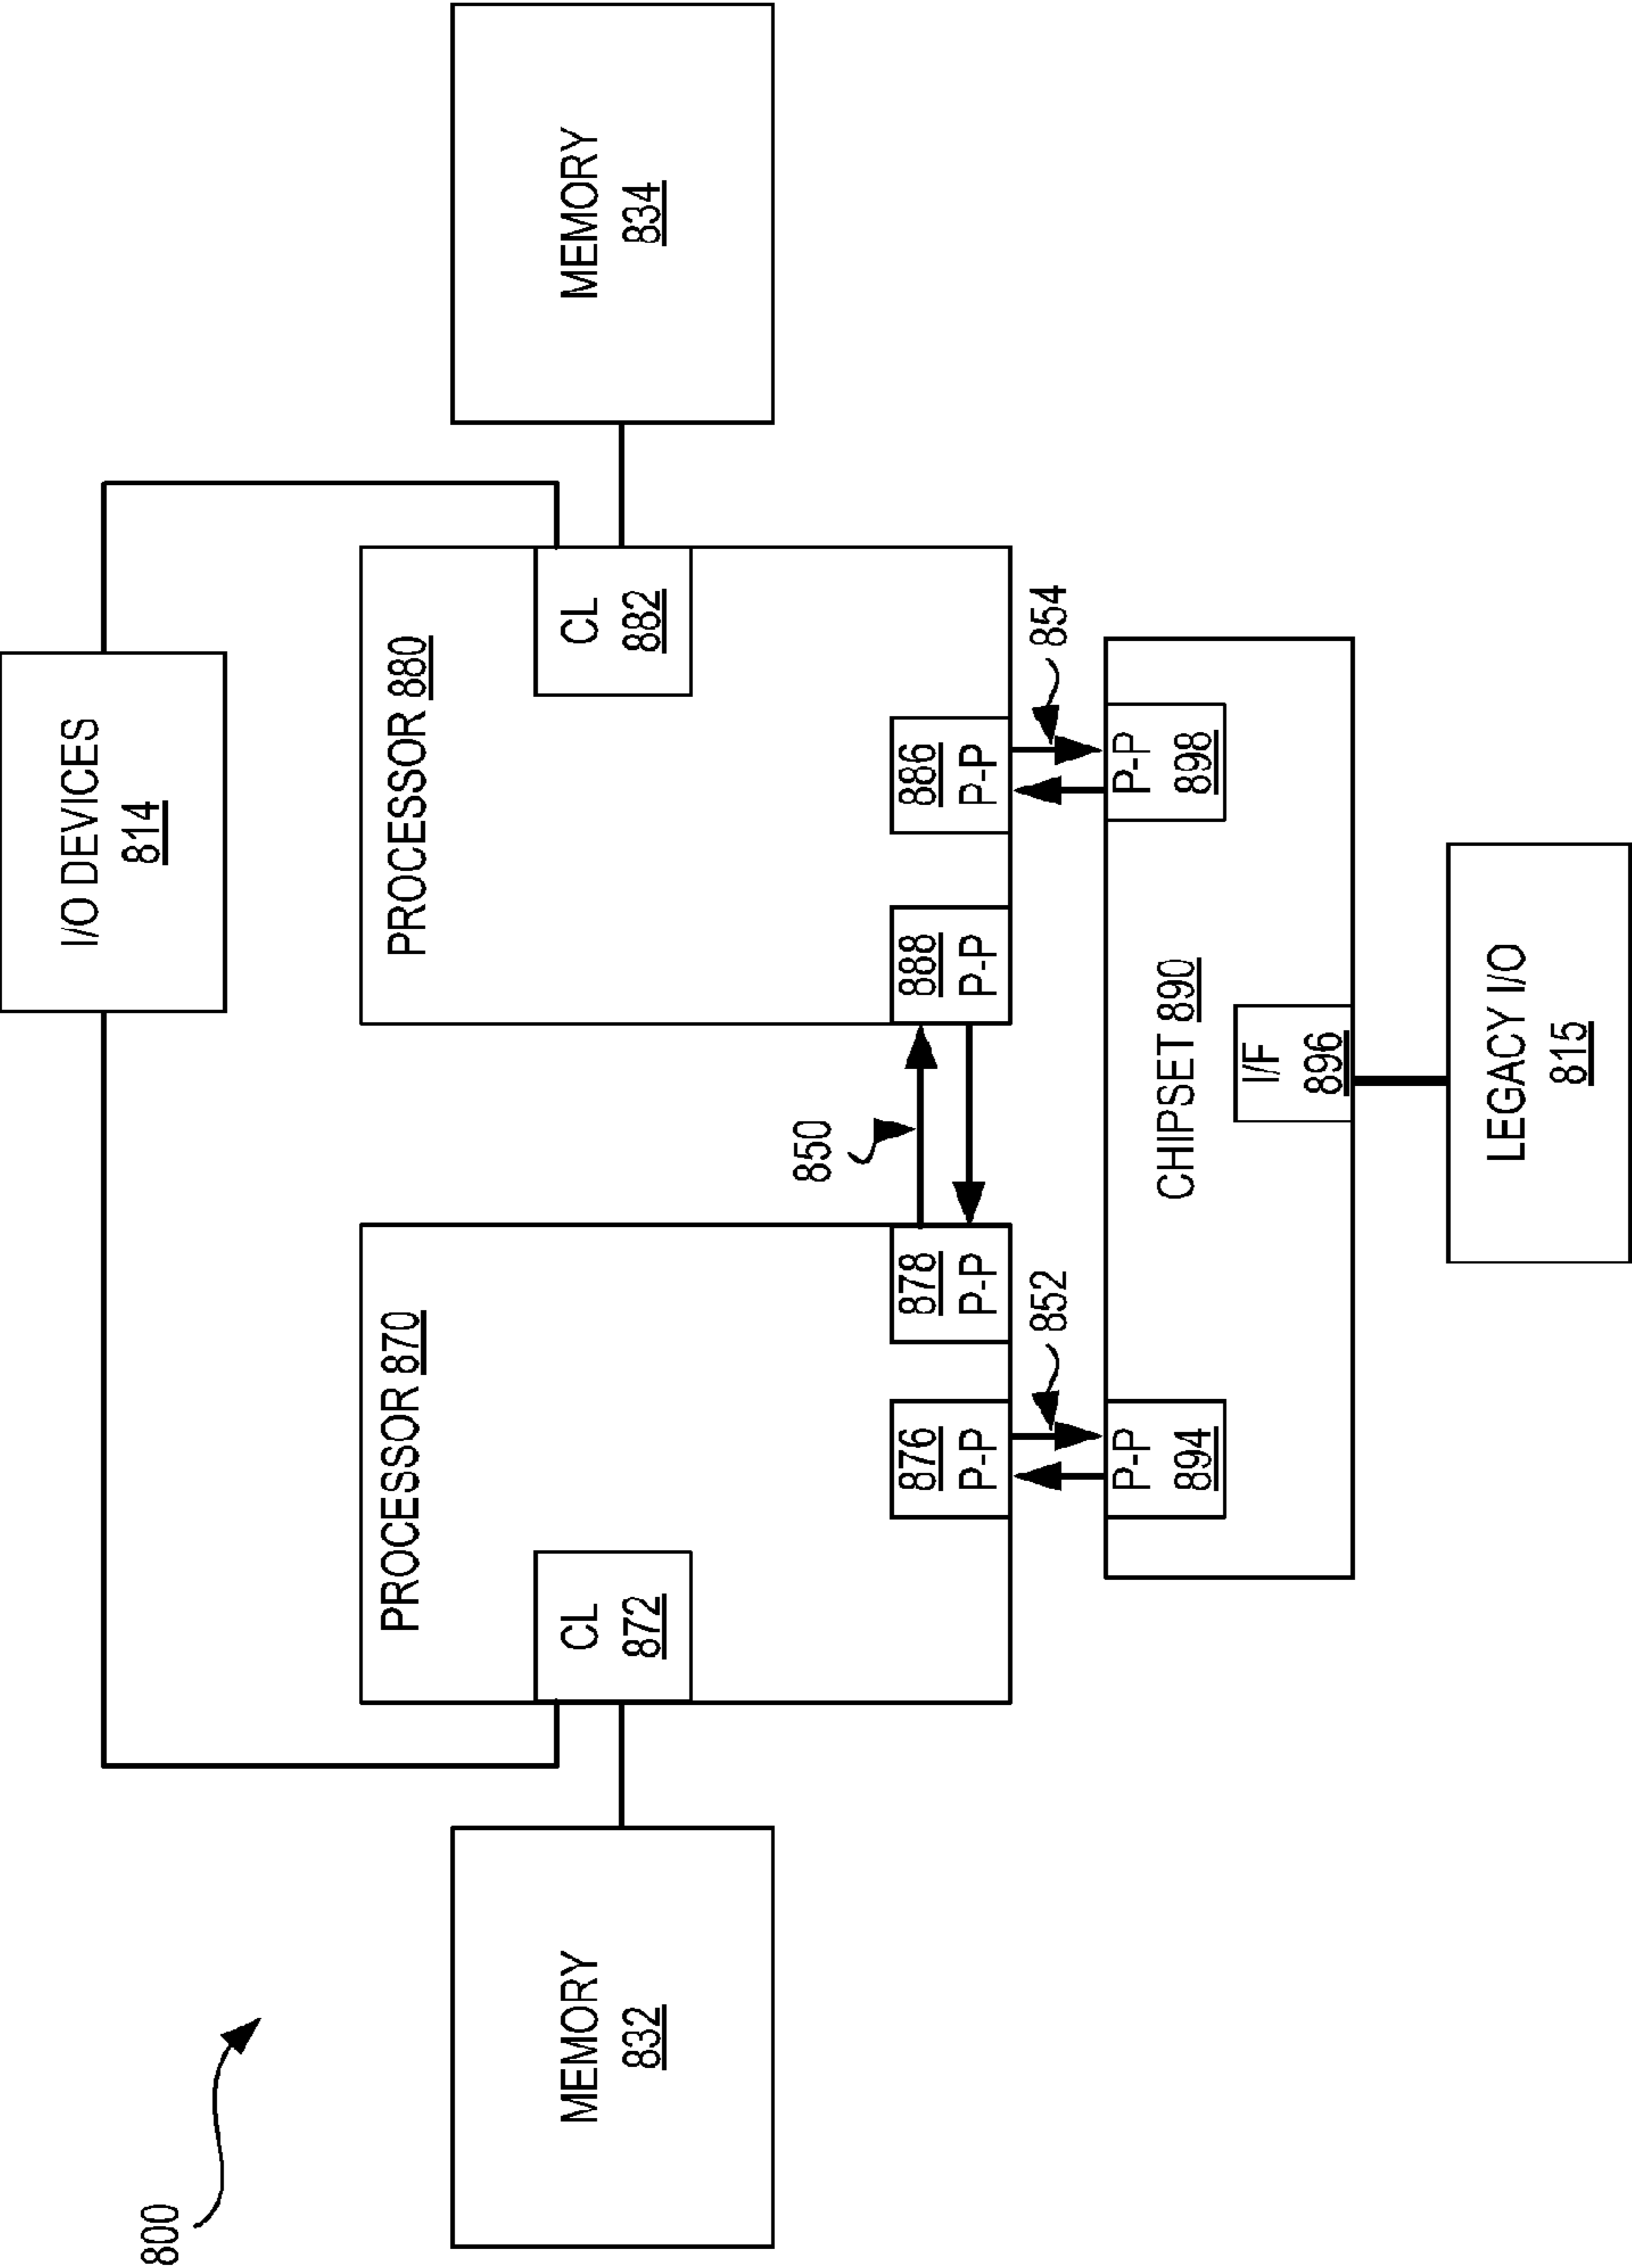 800
I/O DEVICES
814
MEMORY
832
PROCESSOR 870
CL
872
876
P-P
878
P-P
850
PROCESSOR 880
CL
882
888
P-P
886
P-P
MEMORY
834
852
854
P-P
894
CHIPSET 890
P-P
898
I/F
896
LEGACY I/O
815